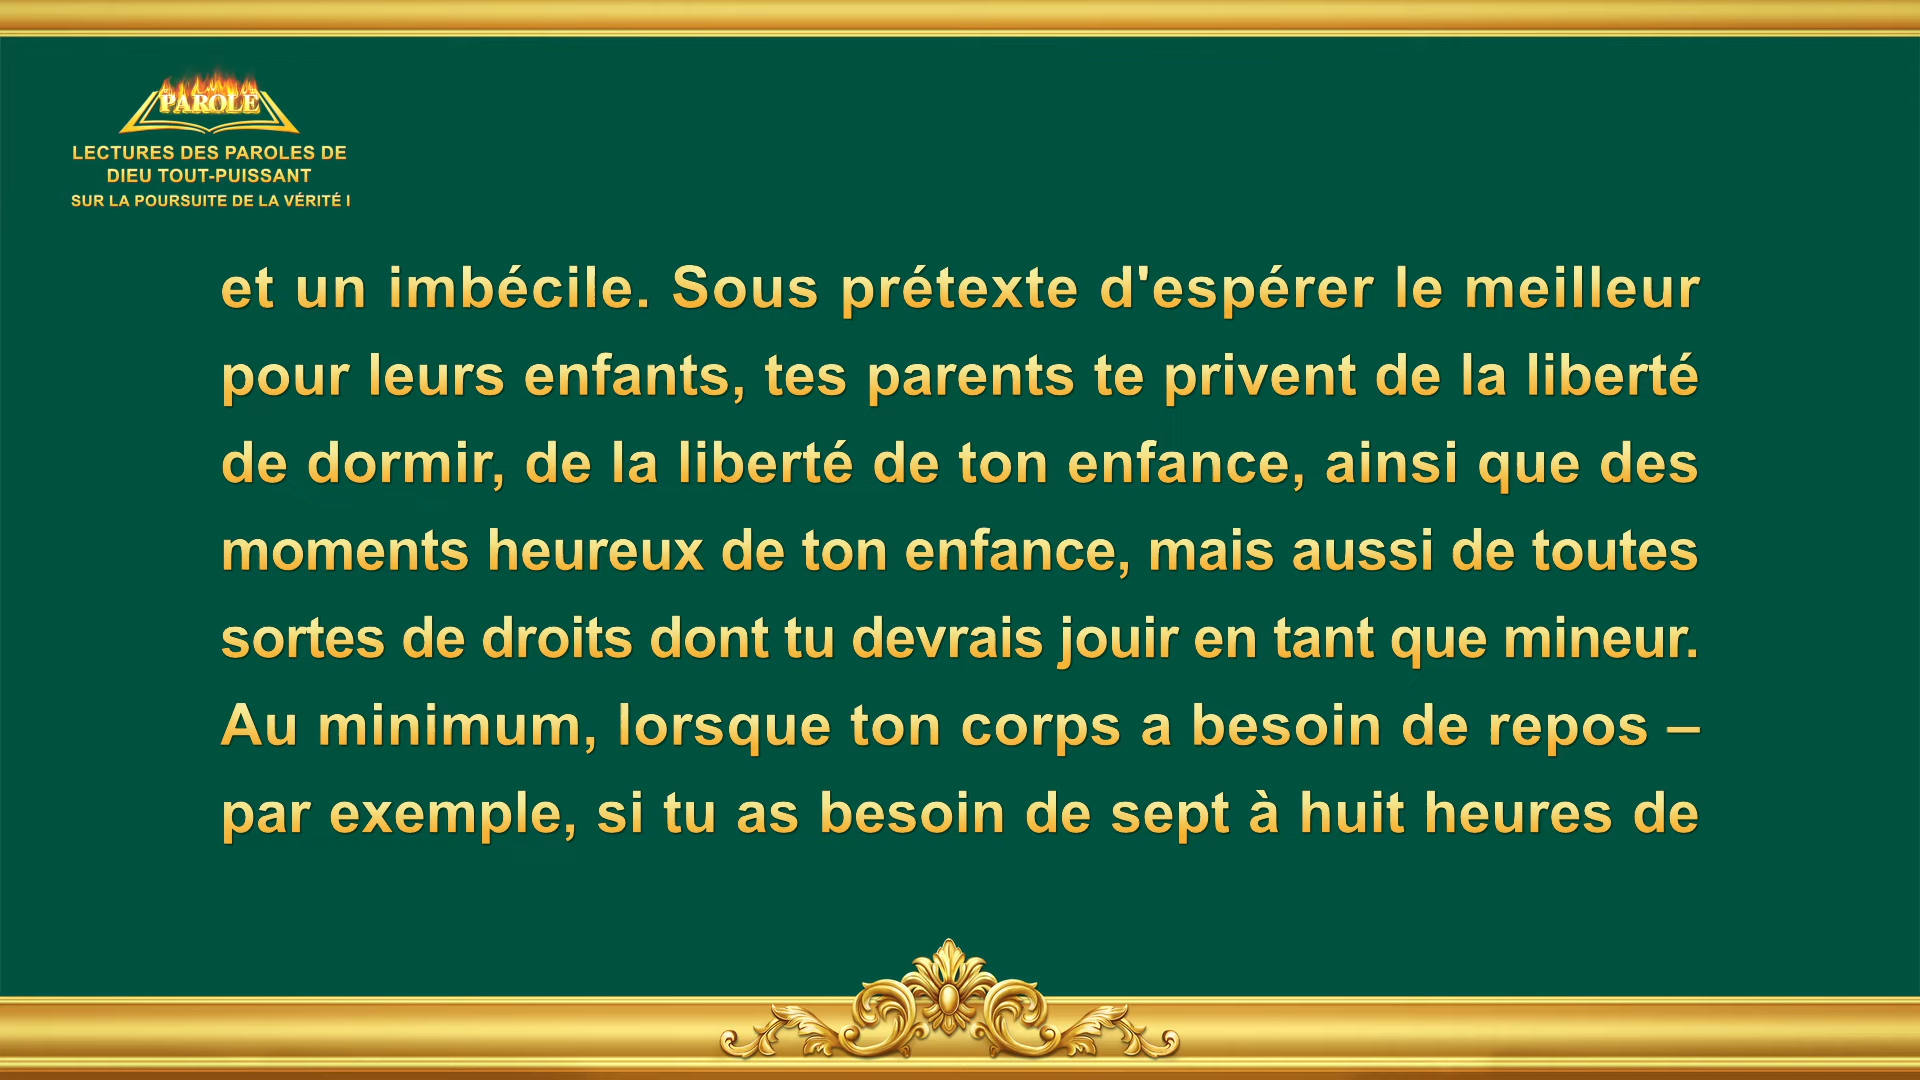 PAROLE
LECTURES DES PAROLES DE
DIEU TOUT-PUISSANT
SUR LA POURSUITE DE LA VÉRITÉ I
et un imbécile. Sous prétexte d'espérer le meilleur
pour leurs enfants, tes parents te privent de la liberté
de dormir, de la liberté de ton enfance, ainsi que des
moments heureux de ton enfance, mais aussi de toutes
sortes de droits dont tu devrais jouir en tant que mineur.
Au minimum, lorsque ton corps a besoin de repos –
par exemple, si tu as besoin de sept à huit heures de